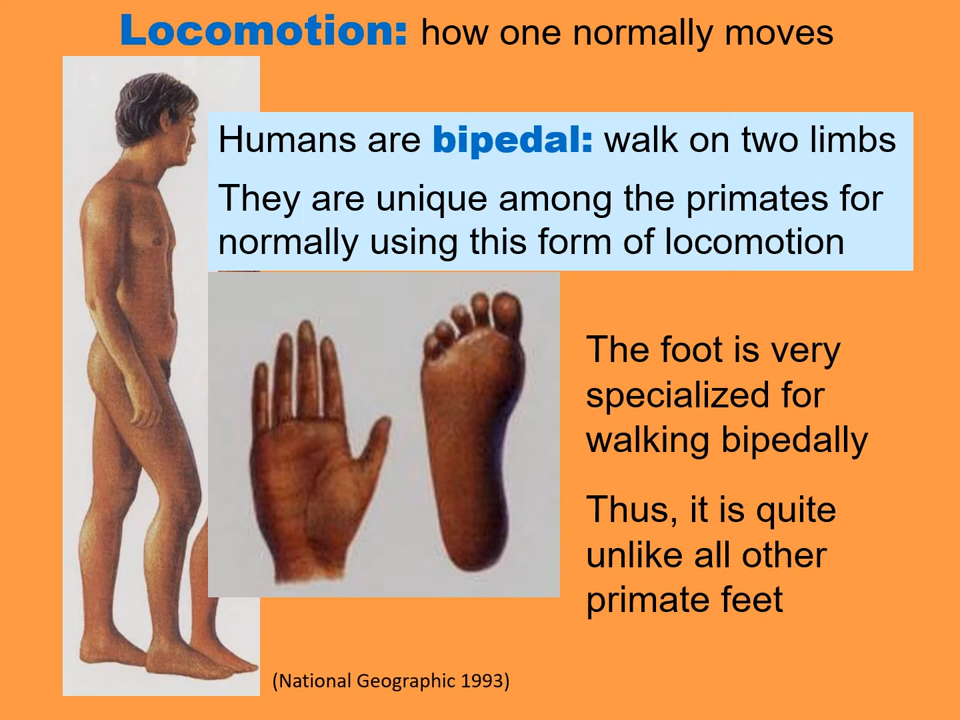 Locomotion: how one normally moves
Humans are bipedal: walk on two limbs
They are unique among the primates for
normally using this form of locomotion
The foot is very
specialized for
walking bipedally
Thus, it is quite
unlike all other
primate feet
(National Geographic 1993)